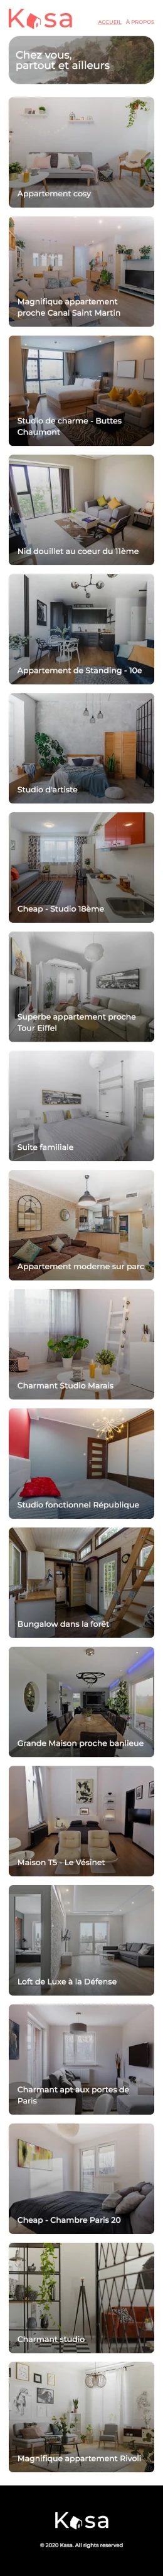 Kasa
ACCUEIL À PROPOS
Chez vous,
partout et ailleurs
Appartement cosy
Magnifique appartement
proche Canal Saint Martin
Studio de charme - Buttes
Chaumont
Nid douillet au coeur du 11ème
Appartement de Standing - 10e
Studio d'artiste
Cheap - Studio 18ème
Superbe appartement proche
Tour Eiffel
Suite familiale
Appartement moderne sur parc
Charmant Studio Marais
Studio fonctionnel République
Bungalow dans la forêt
Grande Maison proche banlieue
Maison T5 - Le Vésinet
Loft de Luxe à la Défense
Charmant apt aux portes de
Paris
Cheap - Chambre Paris 20
Charmant studio
Magnifique appartement Rivoli
Kasa
© 2020 Kasa. All rights reserved